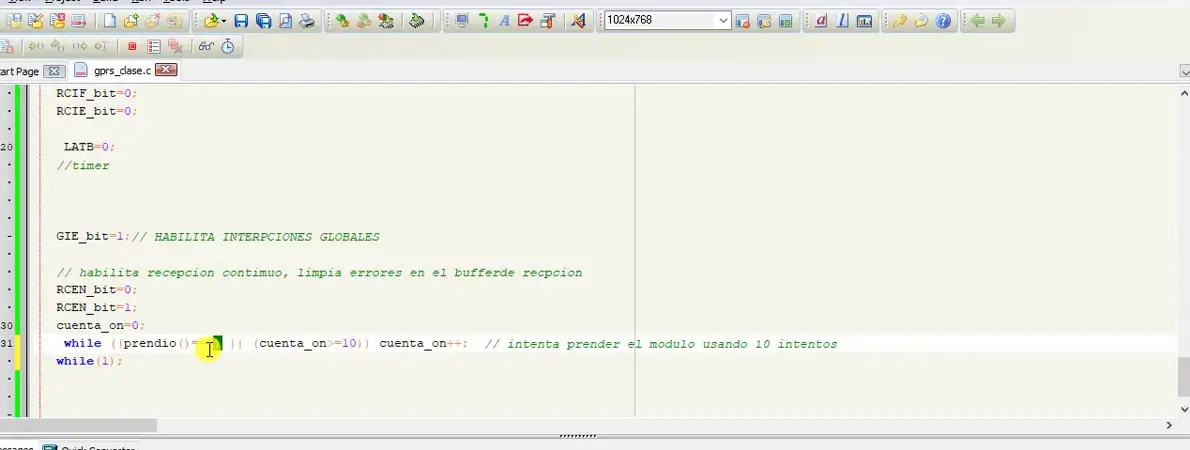 1024x768
art Page gprs_clase.c
RCIF_bit=0;
RCIE_bit=0;
20 LATB=0;
//timer
GIE_bit=1;// HABILITA INTERPCIONES GLOBALES
// habilita recepcion continuo, limpia errores en el bufferde recpcion
RCEN_bit=0;
RCEN_bit=1;
30 cuenta_on=0;
31 while ((prendio()= || (cuenta_on>=10)) cuenta_on++; // intenta prender el modulo usando 10 intentos
while(1);